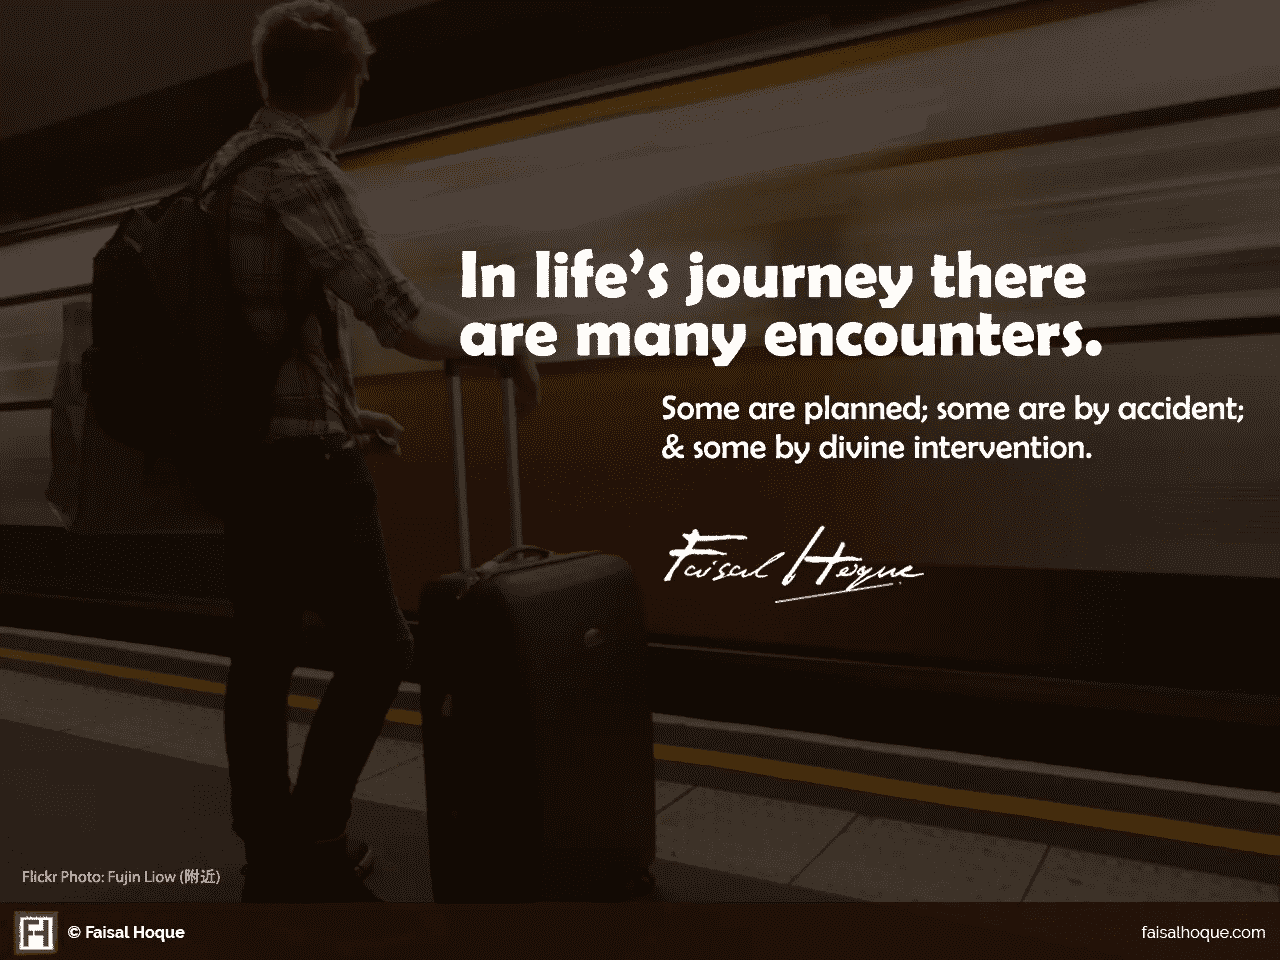 In life’s journey there
are many encounters.
Some are planned; some are by accident;
& some by divine intervention.
Faisal Hoque
Flickr Photo: Fujin Liow (附近)
FH
© Faisal Hoque
faisalhoque.com